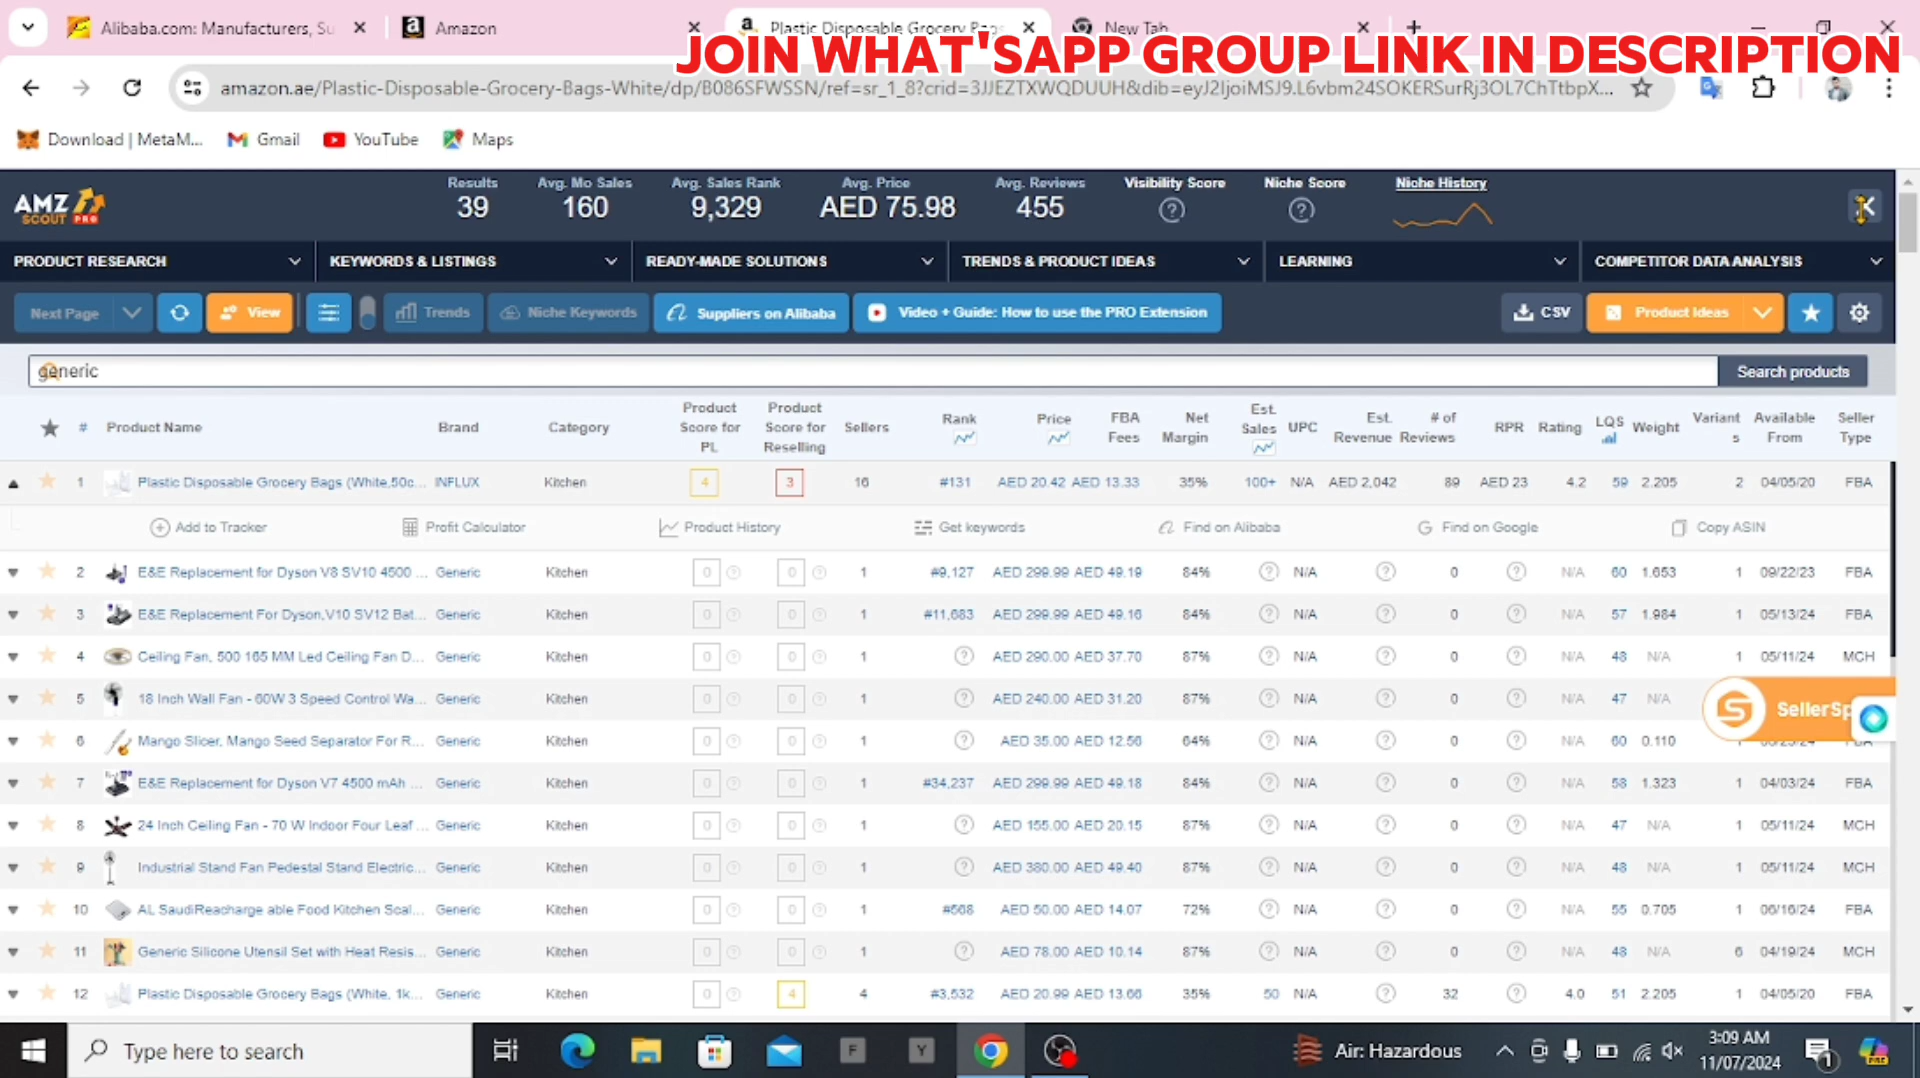 Alibaba.com: Manufacturers, Su
Amazon
Plastic Disposable Grocery Bags
New Tab
JOIN WHAT'SAPP GROUP LINK IN DESCRIPTION
amazon.ae/Plastic-Disposable-Grocery-Bags-White/dp/B086SFWSSN/ref=sr_1_8?crid=3JJEZTXWQDUUH&dib=eyJ2IjoiMSJ9.L6vbm24SOKERSurRj3OL7ChTtbpX...
Download | MetaM... Gmail YouTube Maps
AMZ SCOUT PRO
Results 39
Avg. Mo Sales 160
Avg. Sales Rank 9,329
Avg. Price AED 75.98
Avg. Reviews 455
Visibility Score ?
Niche Score ?
Niche History
PRODUCT RESEARCH KEYWORDS & LISTINGS READY-MADE SOLUTIONS TRENDS & PRODUCT IDEAS LEARNING COMPETITOR DATA ANALYSIS
Next Page View Trends Niche Keywords Suppliers on Alibaba Video + Guide: How to use the PRO Extension CSV Product Ideas
generic Search products
# Product Name Brand Category Product Score for PL Product Score for Reselling Sellers Rank Price FBA Fees Net Margin Est. Sales UPC Est. Revenue # of Reviews RPR Rating LQS Weight Variants Available From Seller Type
1 Plastic Disposable Grocery Bags (White,50c... INFLUX Kitchen 4 3 16 #131 AED 20.42 AED 13.33 35% 100+ N/A AED 2,042 89 AED 23 4.2 59 2.205 2 04/05/20 FBA
Add to Tracker Profit Calculator Product History Get keywords Find on Alibaba Find on Google Copy ASIN
2 E&E Replacement for Dyson V8 SV10 4500 ... Generic Kitchen 0 ? 0 ? 1 #9,127 AED 299.99 AED 49.19 84% ? N/A ? 0 ? N/A 60 1.653 1 09/22/23 FBA
3 E&E Replacement For Dyson,V10 SV12 Bat... Generic Kitchen 0 ? 0 ? 1 #11,683 AED 299.99 AED 49.16 84% ? N/A ? 0 ? N/A 57 1.984 1 05/13/24 FBA
4 Ceiling Fan, 500 165 MM Led Ceiling Fan D... Generic Kitchen 0 ? 0 ? 1 ? AED 290.00 AED 37.70 87% ? N/A ? 0 ? N/A 48 N/A 1 05/11/24 MCH
5 18 Inch Wall Fan - 60W 3 Speed Control Wa... Generic Kitchen 0 ? 0 ? 1 ? AED 240.00 AED 31.20 87% ? N/A ? 0 ? N/A 47 N/A
SellerSp
6 Mango Slicer, Mango Seed Separator For R... Generic Kitchen 0 ? 0 ? 1 ? AED 35.00 AED 12.56 64% ? N/A ? 0 ? N/A 60 0.110 1 FBA
7 E&E Replacement for Dyson V7 4500 mAh ... Generic Kitchen 0 ? 0 ? 1 #34,237 AED 299.99 AED 49.18 84% ? N/A ? 0 ? N/A 58 1.323 1 04/03/24 FBA
8 24 Inch Ceiling Fan - 70 W Indoor Four Leaf ... Generic Kitchen 0 ? 0 ? 1 ? AED 155.00 AED 20.15 87% ? N/A ? 0 ? N/A 47 N/A 1 05/11/24 MCH
9 Industrial Stand Fan Pedestal Stand Electric... Generic Kitchen 0 ? 0 ? 1 ? AED 380.00 AED 49.40 87% ? N/A ? 0 ? N/A 48 N/A 1 05/11/24 MCH
10 AL SaudiReacharge able Food Kitchen Scal... Generic Kitchen 0 ? 0 ? 1 #568 AED 50.00 AED 14.07 72% ? N/A ? 0 ? N/A 55 0.705 1 06/16/24 FBA
11 Generic Silicone Utensil Set with Heat Resis... Generic Kitchen 0 ? 0 ? 1 ? AED 78.00 AED 10.14 87% ? N/A ? 0 ? N/A 48 N/A 6 04/19/24 MCH
12 Plastic Disposable Grocery Bags (White, 1k... Generic Kitchen 0 ? 4 4 #3,532 AED 20.99 AED 13.66 35% 50 N/A ? 32 ? 4.0 51 2.205 1 04/05/20 FBA
Type here to search F Y Air: Hazardous 3:09 AM 1
11/07/2024